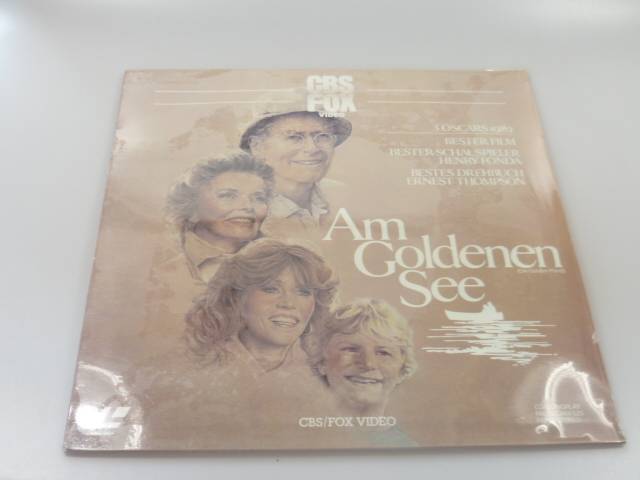 CBS
FOX
VIDEO
3 OSCARS 1982
BESTER FILM
BESTER SCHAUSPIELER
HENRY FONDA
BESTES DREHBUCH
ERNEST THOMPSON
Am
Goldenen
See
CBS/FOX VIDEO